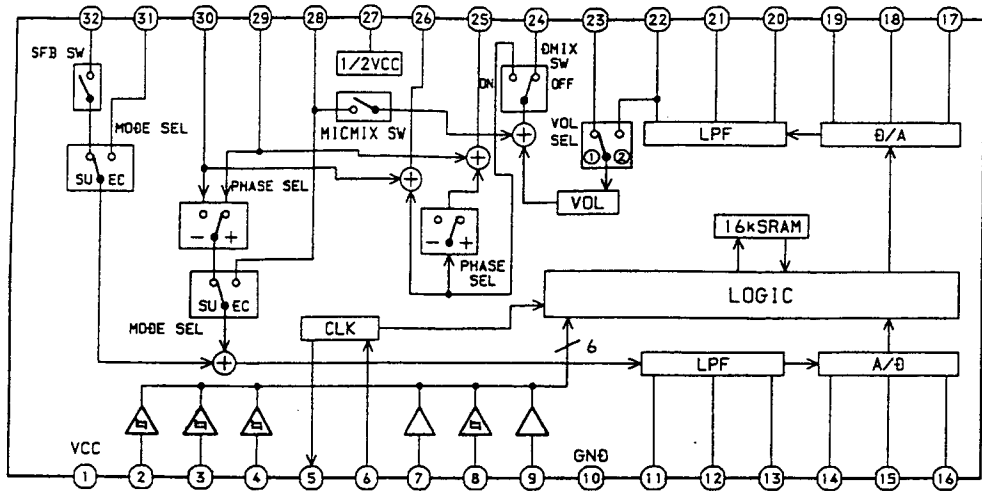 32 31 30 29 28 27 26 25 24 23 22 21 20 19 18 17
SFB SW
1/2VCC
DMIX SW
ON OFF
MODE SEL
MICMIX SW
VOL SEL
① ②
LPF
D/A
SU EC
PHASE SEL
- +
VOL
- +
16kSRAM
PHASE SEL
SU EC
LOGIC
MODE SEL
CLK
6
LPF
A/D
VCC
GND
1 2 3 4 5 6 7 8 9 10 11 12 13 14 15 16